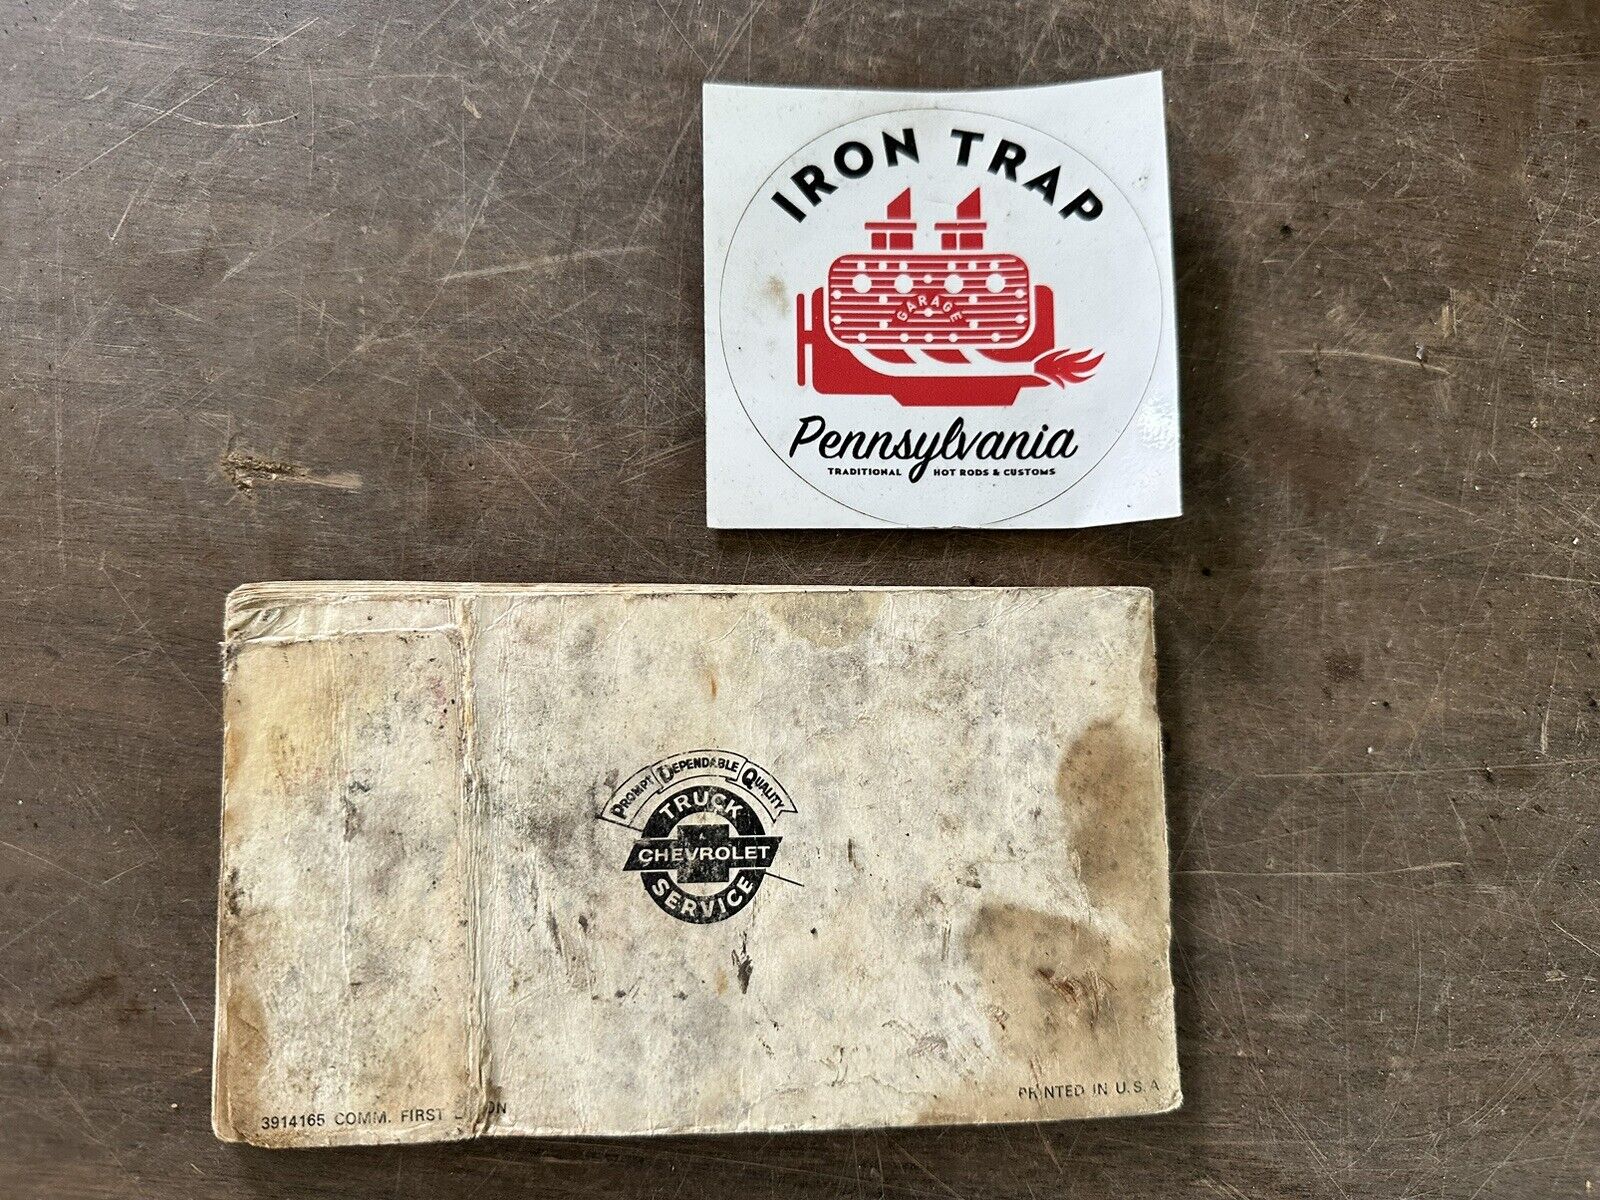 IRON TRAP
GARAGE
Pennsylvania
TRADITIONAL HOT RODS & CUSTOMS
PROMPT DEPENDABLE QUALITY
TRUCK
CHEVROLET
SERVICE
3914165 COMM. FIRST
PRINTED IN U.S.A.